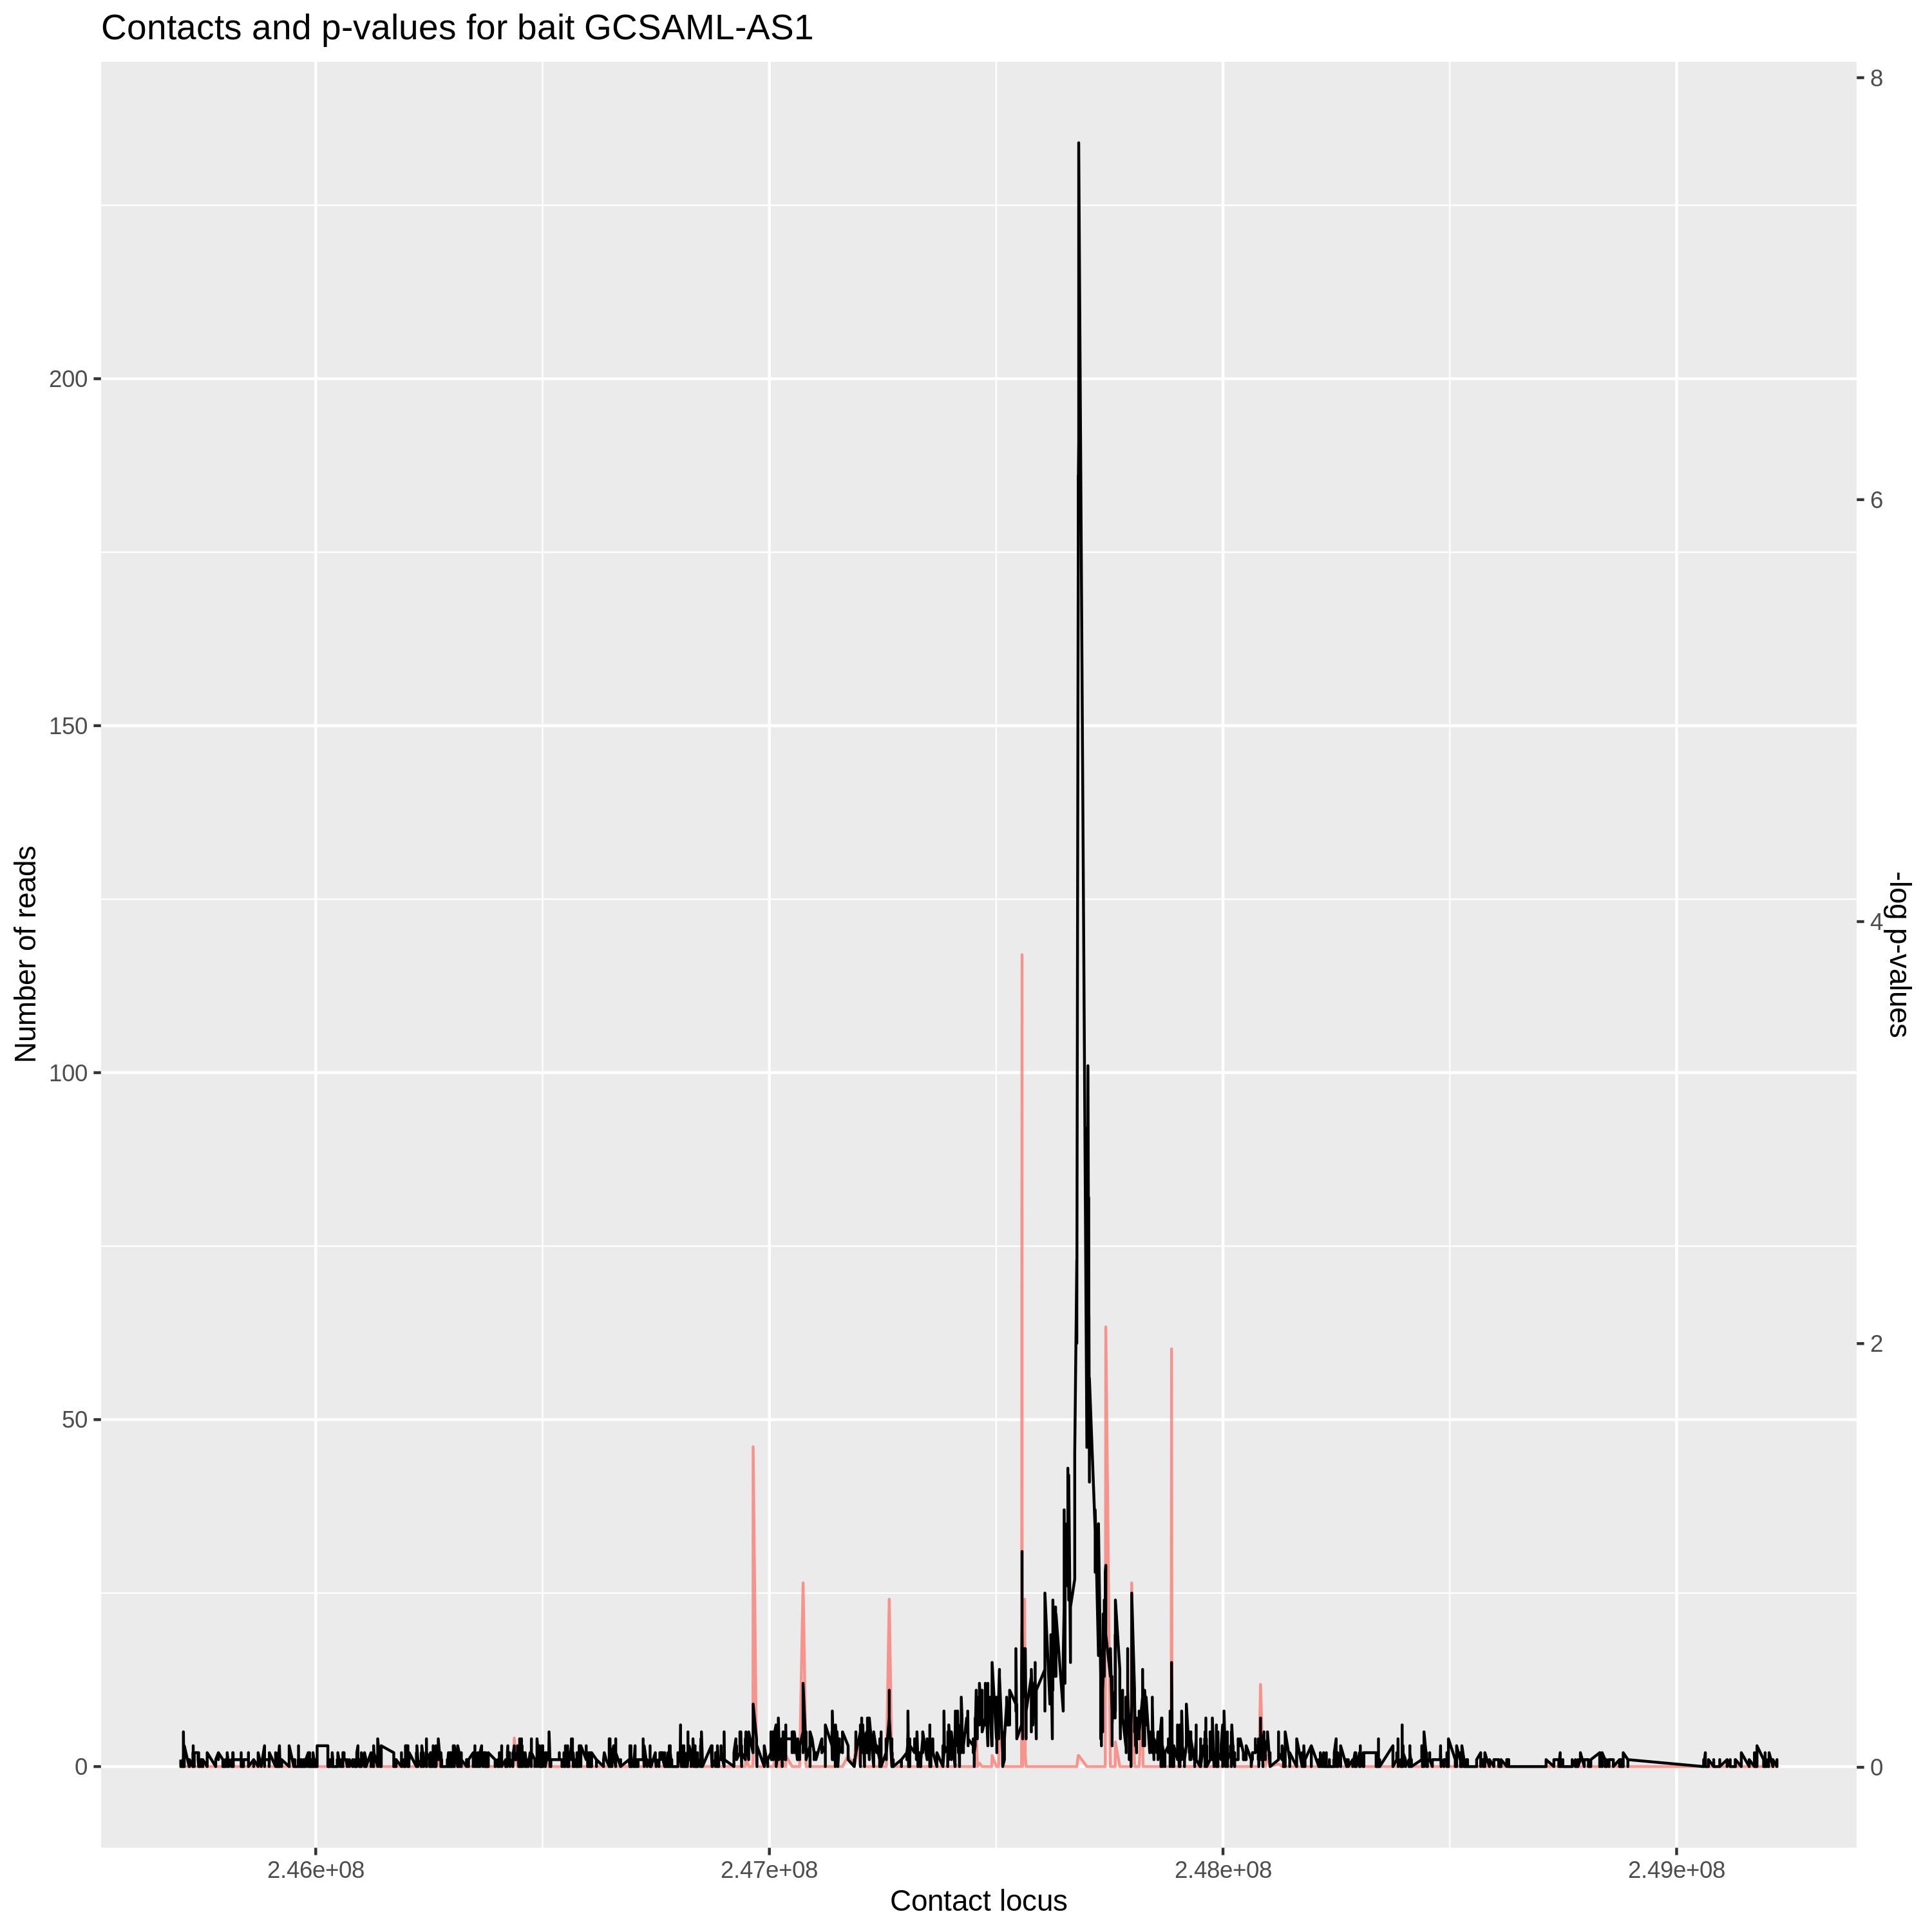 Contacts and p-values for bait GCSAML-AS1
8
200
6
150
Number of reads
4
-log p-values
100
2
50
0
0
2.46e+08
2.47e+08
2.48e+08
2.49e+08
Contact locus